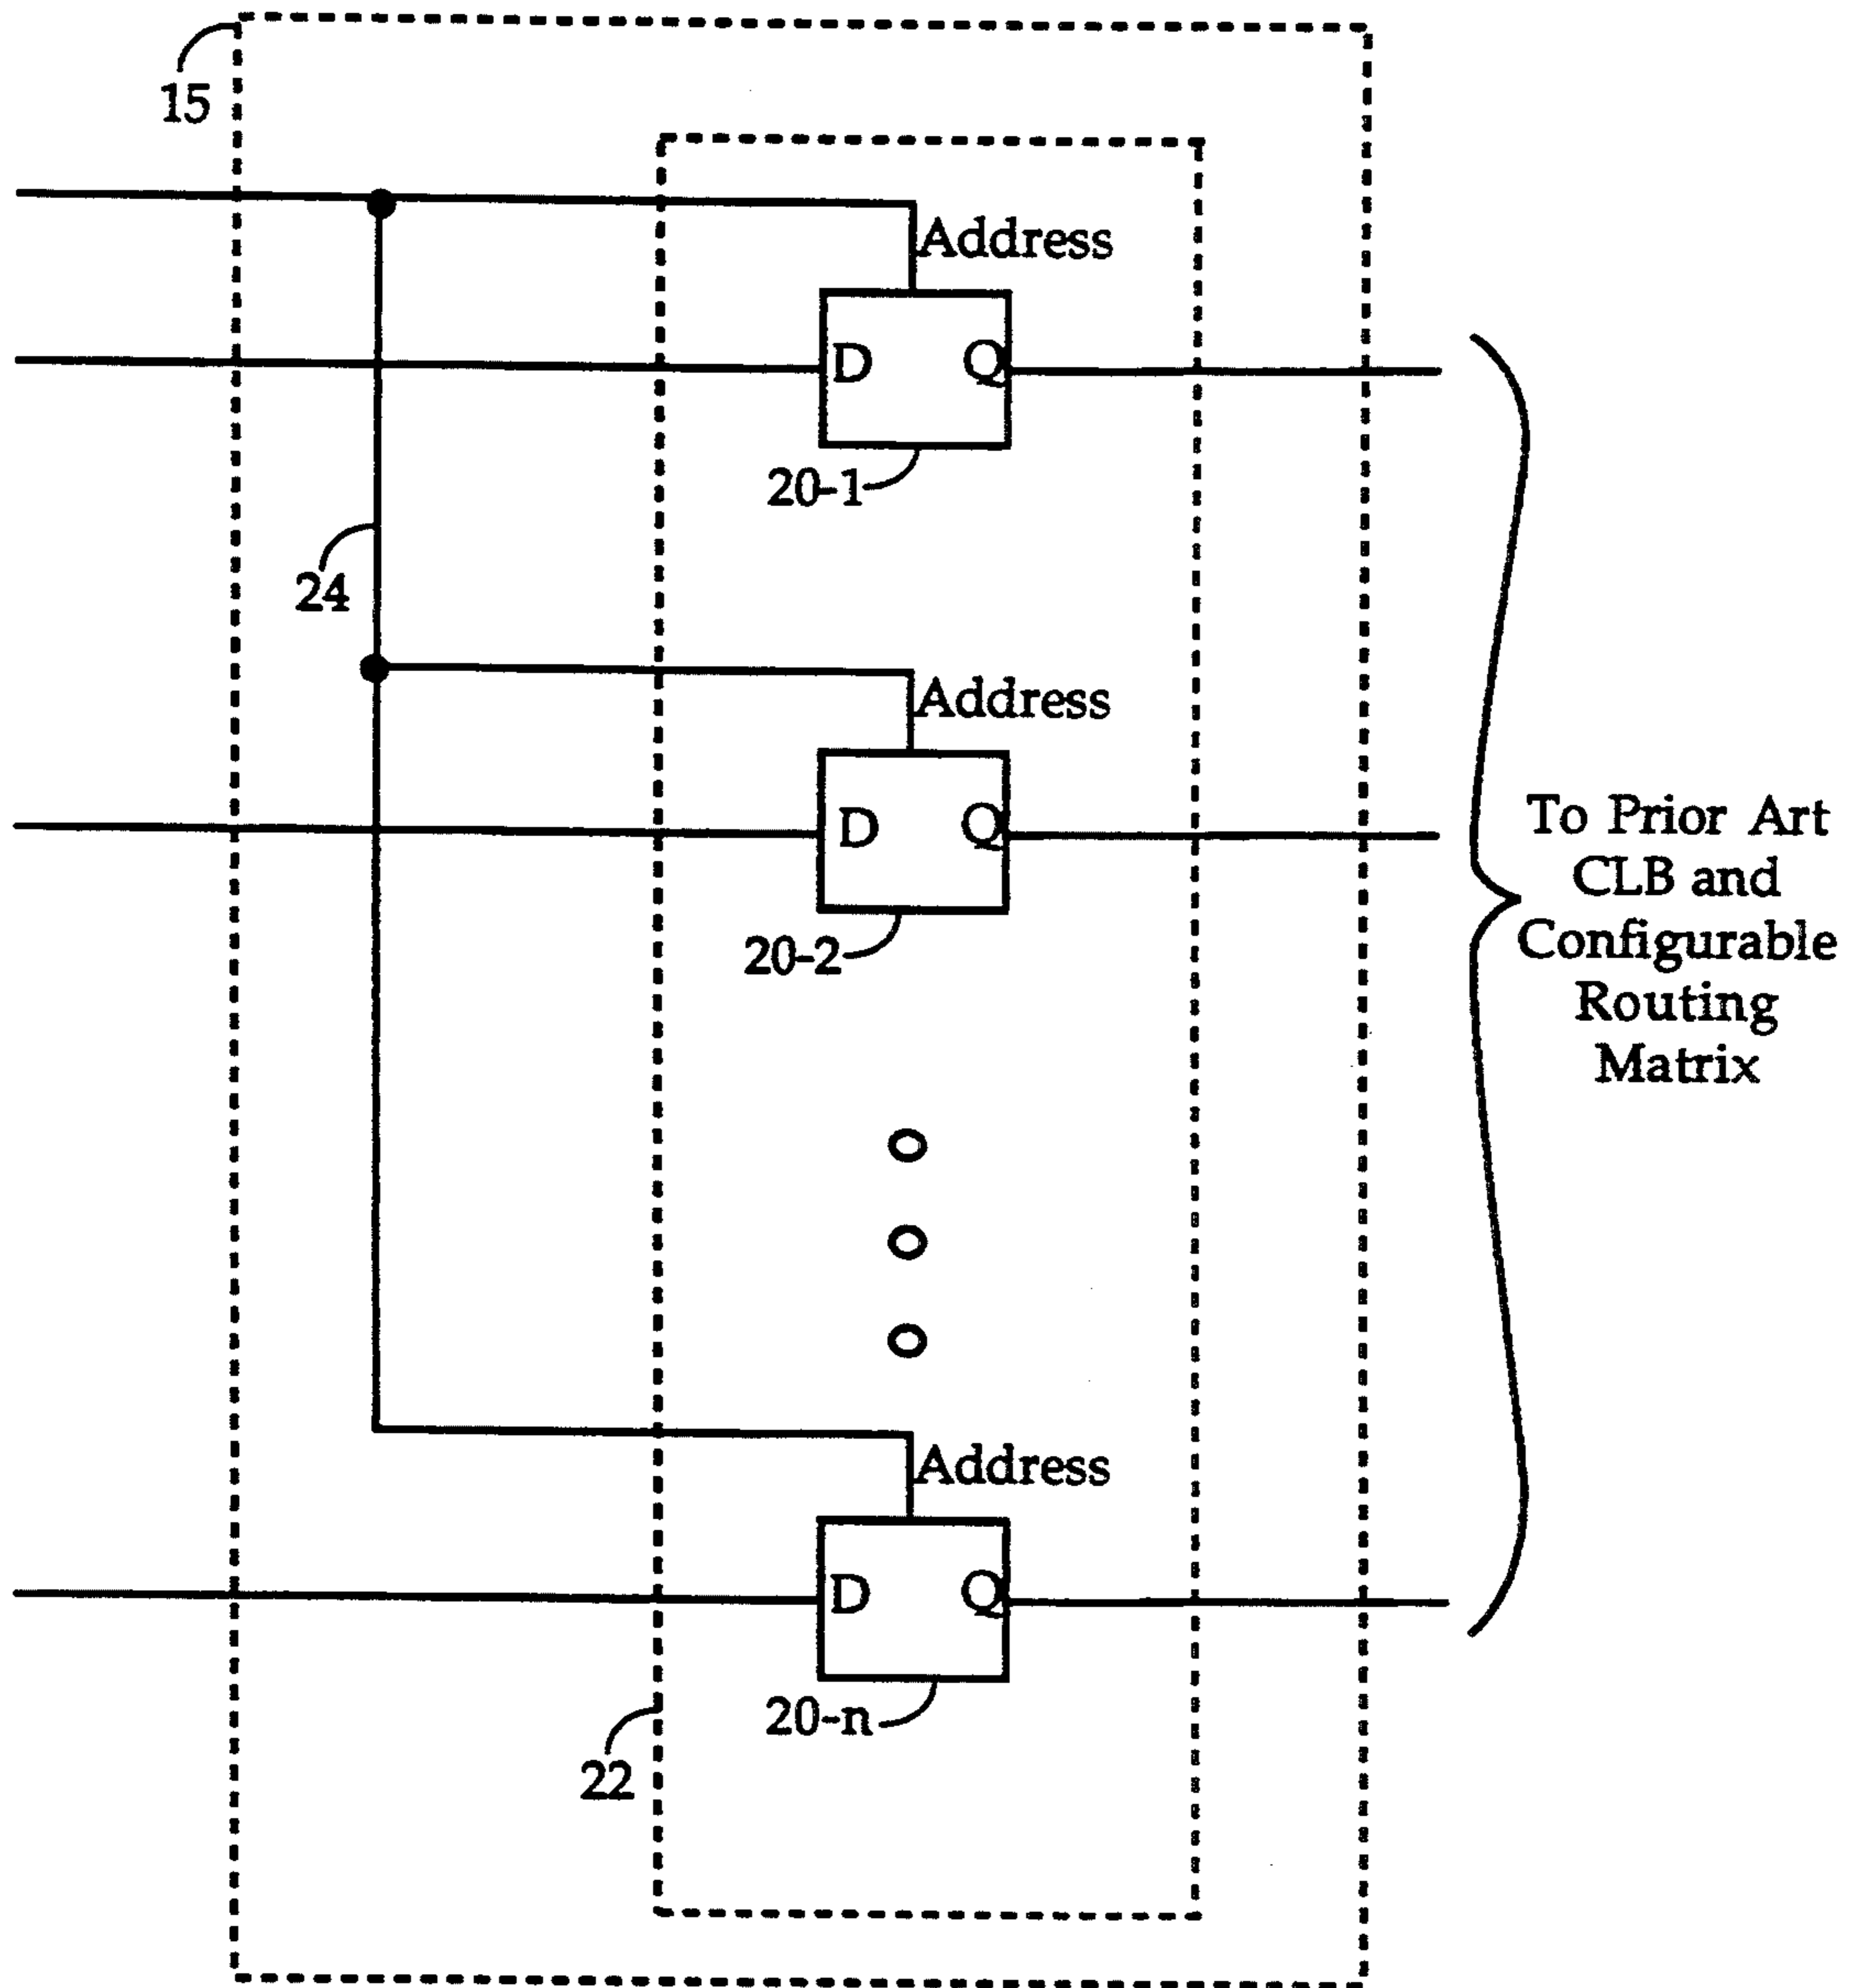 15
Address
D Q
20-1
24
Address
D Q
20-2
To Prior Art
CLB and
Configurable
Routing
Matrix
Address
D Q
20-n
22